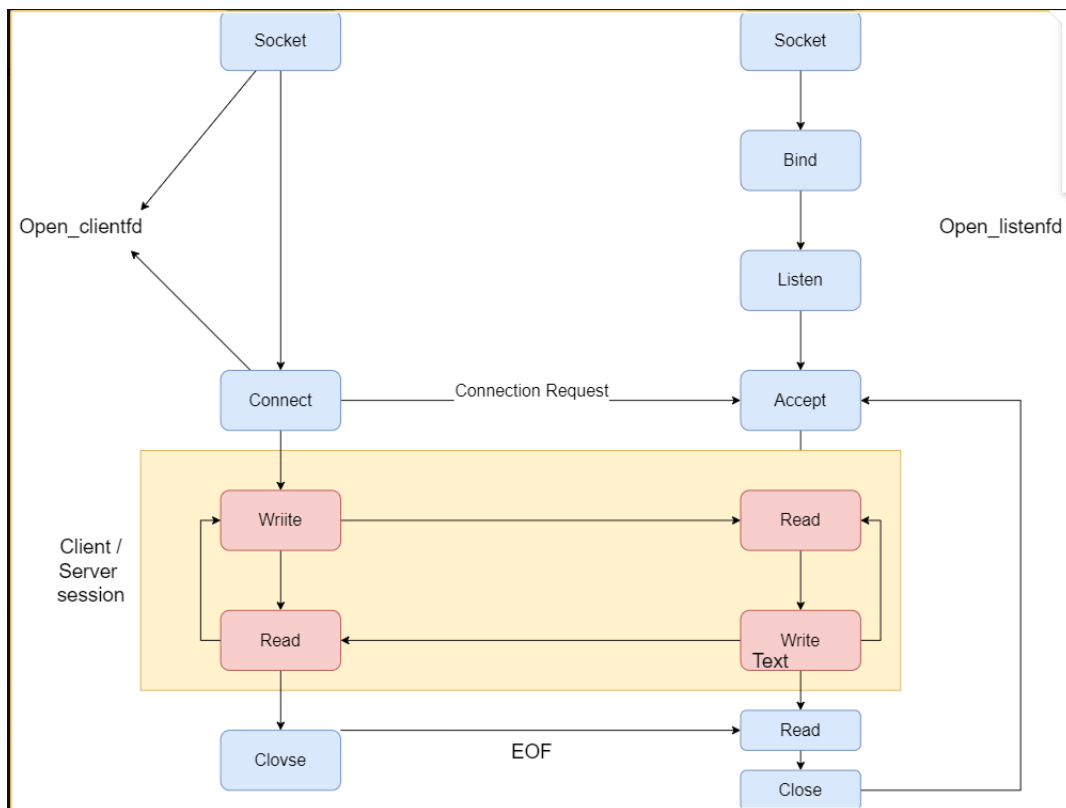 Socket
Socket
Bind
Open_clientfd
Open_listenfd
Listen
Connect
Connection Request
Accept
Wriite
Read
Client /
Server
session
Read
Write
Text
Read
Clovse
EOF
Close